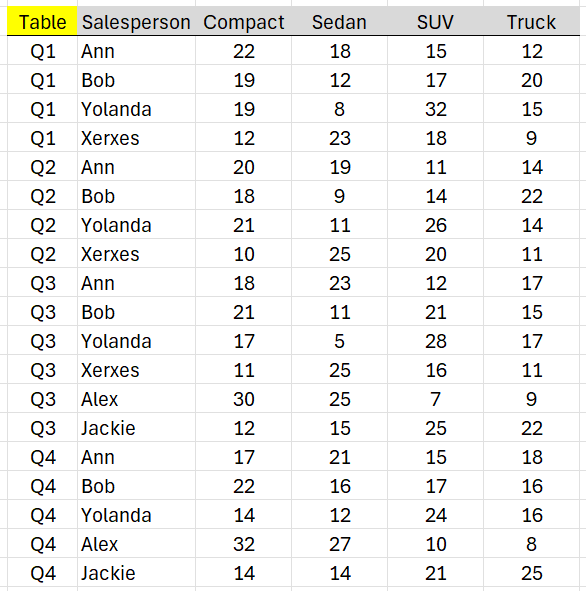 Table Salesperson Compact Sedan SUV Truck
Q1 Ann 22 18 15 12
Q1 Bob 19 12 17 20
Q1 Yolanda 19 8 32 15
Q1 Xerxes 12 23 18 9
Q2 Ann 20 19 11 14
Q2 Bob 18 9 14 22
Q2 Yolanda 21 11 26 14
Q2 Xerxes 10 25 20 11
Q3 Ann 18 23 12 17
Q3 Bob 21 11 21 15
Q3 Yolanda 17 5 28 17
Q3 Xerxes 11 25 16 11
Q3 Alex 30 25 7 9
Q3 Jackie 12 15 25 22
Q4 Ann 17 21 15 18
Q4 Bob 22 16 17 16
Q4 Yolanda 14 12 24 16
Q4 Alex 32 27 10 8
Q4 Jackie 14 14 21 25